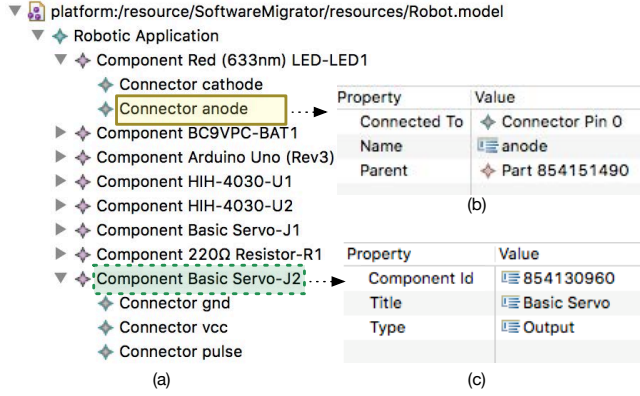 platform:/resource/SoftwareMigrator/resources/Robot.model
Robotic Application
Component Red (633nm) LED-LED1
Connector cathode
Connector anode
Component BC9VPC-BAT1
Component Arduino Uno (Rev3)
Component HIH-4030-U1
Component HIH-4030-U2
Component Basic Servo-J1
Component 220Ω Resistor-R1
Component Basic Servo-J2
Connector gnd
Connector vcc
Connector pulse
(a)
Property Value
Connected To Connector Pin 0
Name anode
Parent Part 854151490
(b)
Property Value
Component Id 854130960
Title Basic Servo
Type Output
(c)